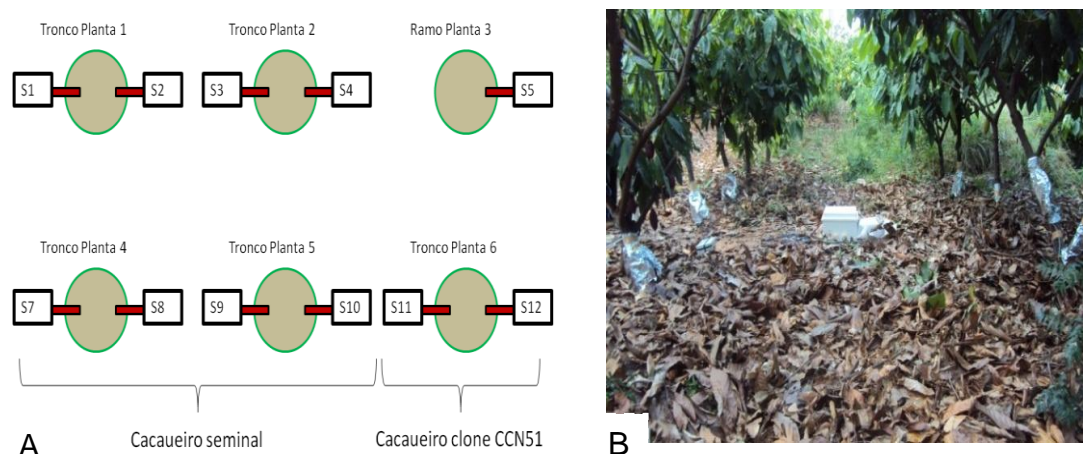 Tronco Planta 1
Tronco Planta 2
Ramo Planta 3
S1
S2
S3
S4
S5
Tronco Planta 4
Tronco Planta 5
Tronco Planta 6
S7
S8
S9
S10
S11
S12
Cacaueiro seminal
Cacaueiro clone CCN51
A
B